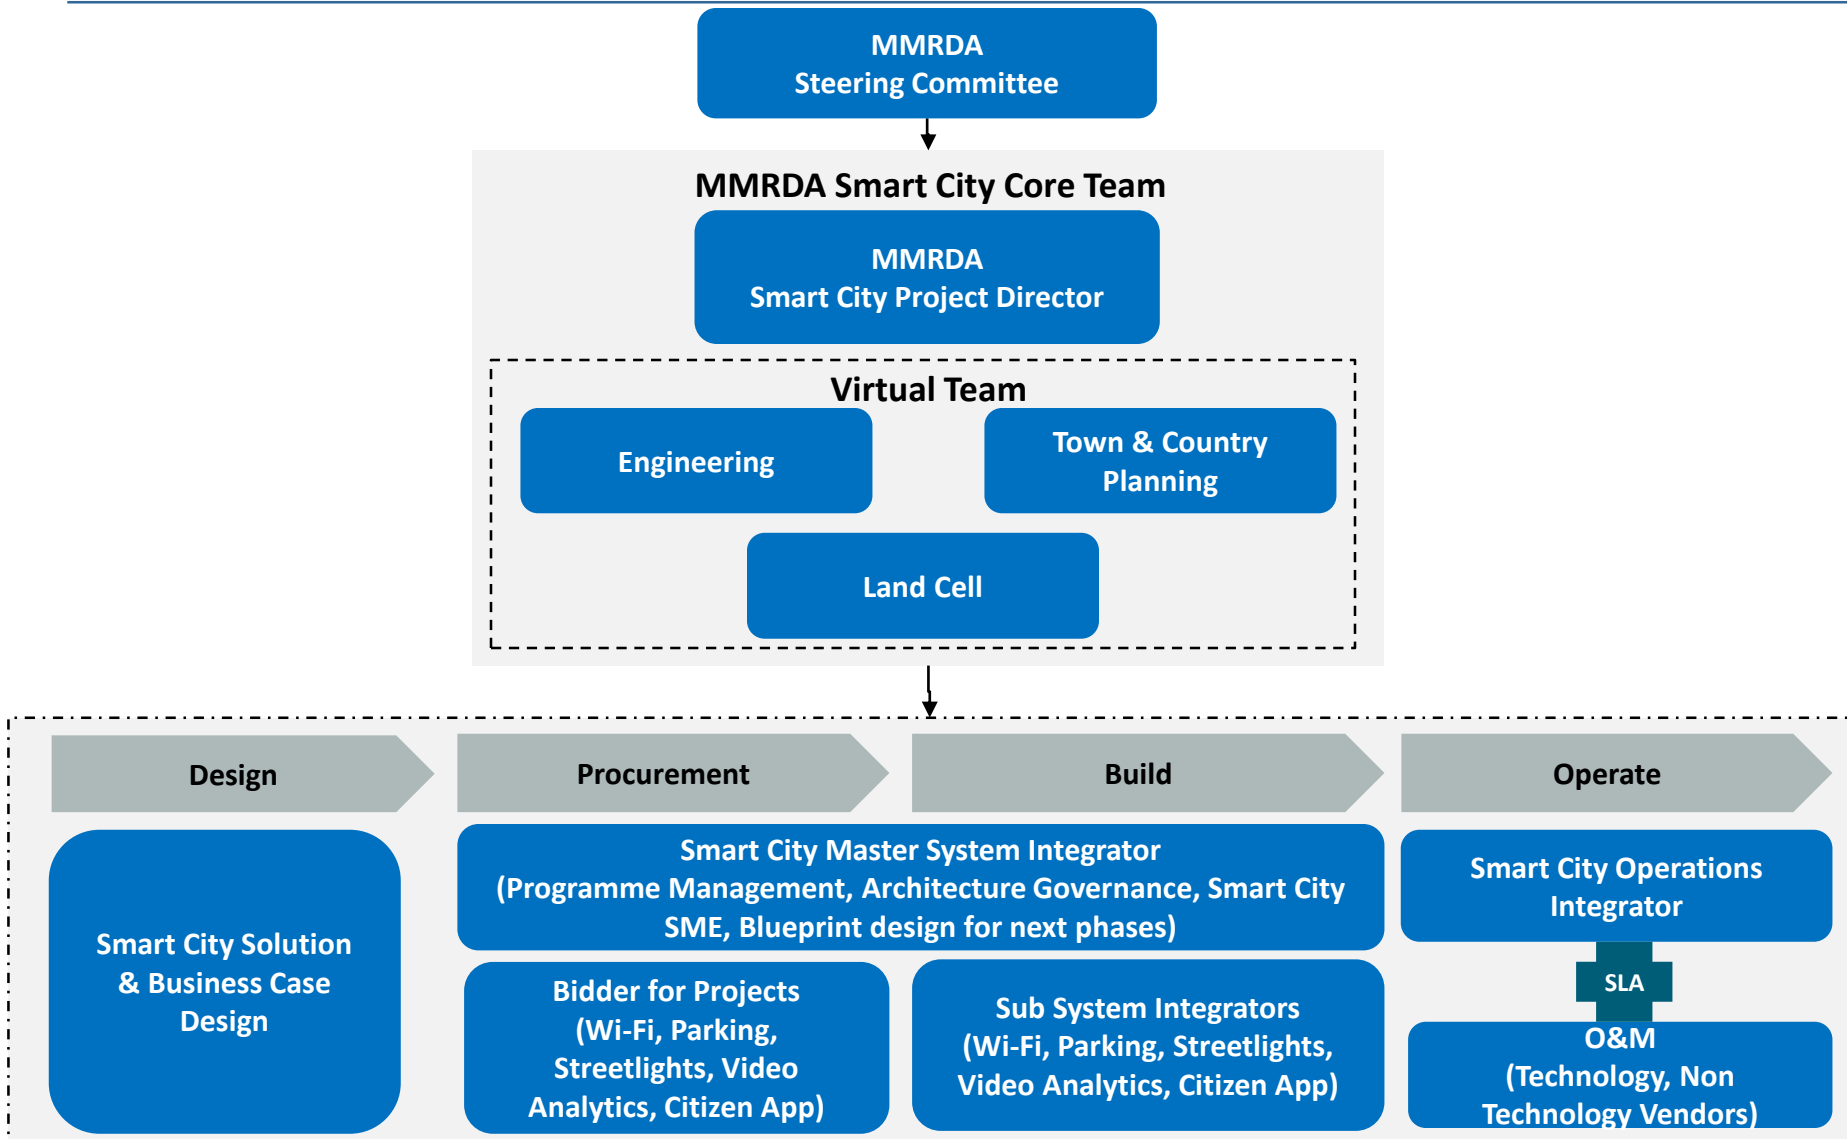 MMRDA
Steering Committee
MMRDA Smart City Core Team
MMRDA
Smart City Project Director
Virtual Team
Engineering
Town & Country
Planning
Land Cell
Design
Procurement
Build
Operate
Smart City Solution
& Business Case
Design
Smart City Master System Integrator
(Programme Management, Architecture Governance, Smart City
SME, Blueprint design for next phases)
Bidder for Projects
(Wi-Fi, Parking,
Streetlights, Video
Analytics, Citizen App)
Sub System Integrators
(Wi-Fi, Parking, Streetlights,
Video Analytics, Citizen App)
Smart City Operations
Integrator
SLA
O&M
(Technology, Non
Technology Vendors)